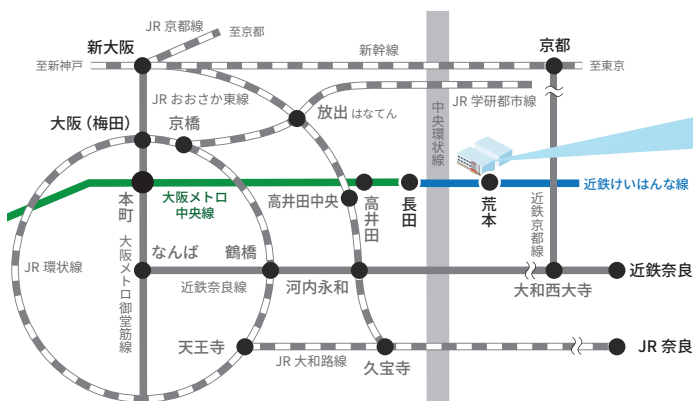 JR 京都線
至京都
新大阪
新幹線
京都
至新神戸
至東京
JR おおさか東線
JR 学研都市線
大阪（梅田）
京橋
放出 はなてん
中央環状線
大阪メトロ
中央線
近鉄けいはんな線
本町
高井田中央
高井田
長田
荒本
近鉄京都線
大阪メトロ御堂筋線
なんば
鶴橋
JR 環状線
近鉄奈良線
河内永和
大和西大寺
近鉄奈良
天王寺
JR 大和路線
久宝寺
JR 奈良